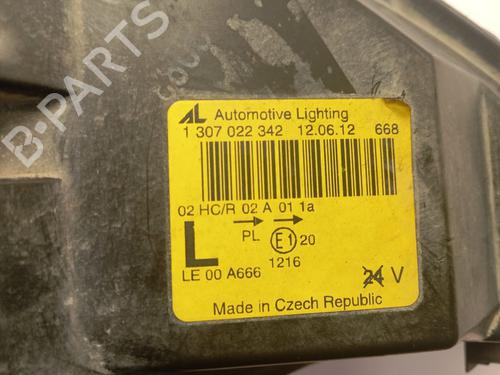 B-PARTS
AL Automotive Lighting
1 307 022 342 12.06.12 668
02 HC/R 02 A 01 1a
L PL E1 20
LE 00 A666 1216 24 V
Made in Czech Republic